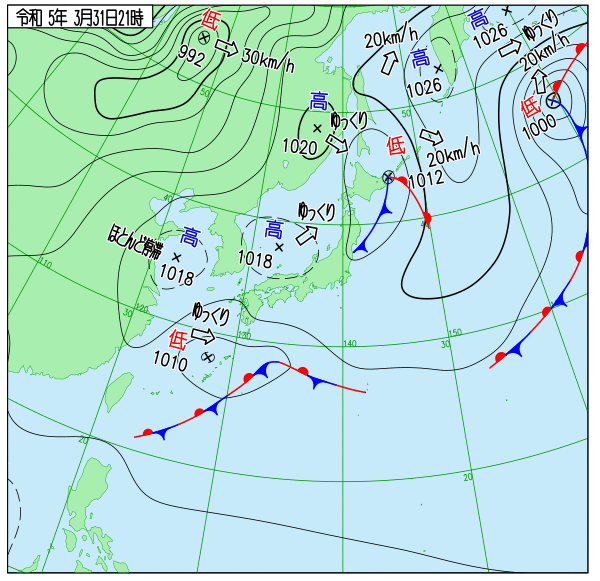 令和 5年 3月31日21時
低
992
30km/h
50
高
1020
ゆっくり
20km/h
高
1026
高
1026
ゆっくり
20km/h
低
1000
50
20km/h
低
1012
40
高
1018
ゆっくり
ほとんど停滞
高
1018
40
110
120
30
130
140
150
30
ゆっくり
低
1010
20
20